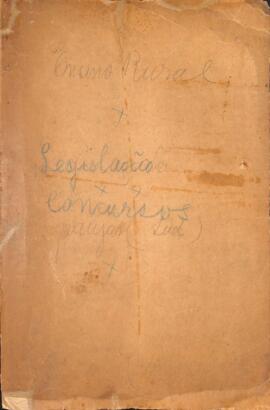 Ensino Rural
x
Legislação
x x
Concursos
x